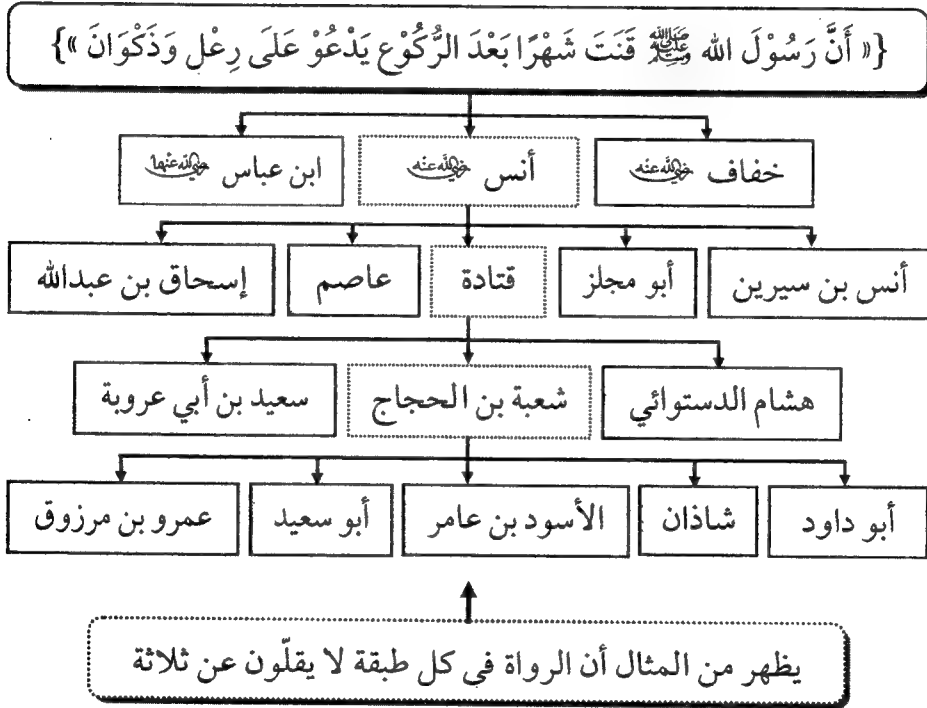 {« أَنَّ رَسُوْلَ الله ﷺ قَنَتَ شَهْرًا بَعْدَ الرُّكُوْع يَدْعُوْ عَلَى رِعْل وَذَكْوَانَ »}
خفاف رضي الله عنه أنس رضي الله عنه ابن عباس رضي الله عنهما
أنس بن سيرين أبو مجلز قتادة عاصم إسحاق بن عبدالله
هشام الدستوائي شعبة بن الحجاج سعيد بن أبي عروبة
أبو داود شاذان الأسود بن عامر أبو سعيد عمرو بن مرزوق
يظهر من المثال أن الرواة في كل طبقة لا يقلّون عن ثلاثة